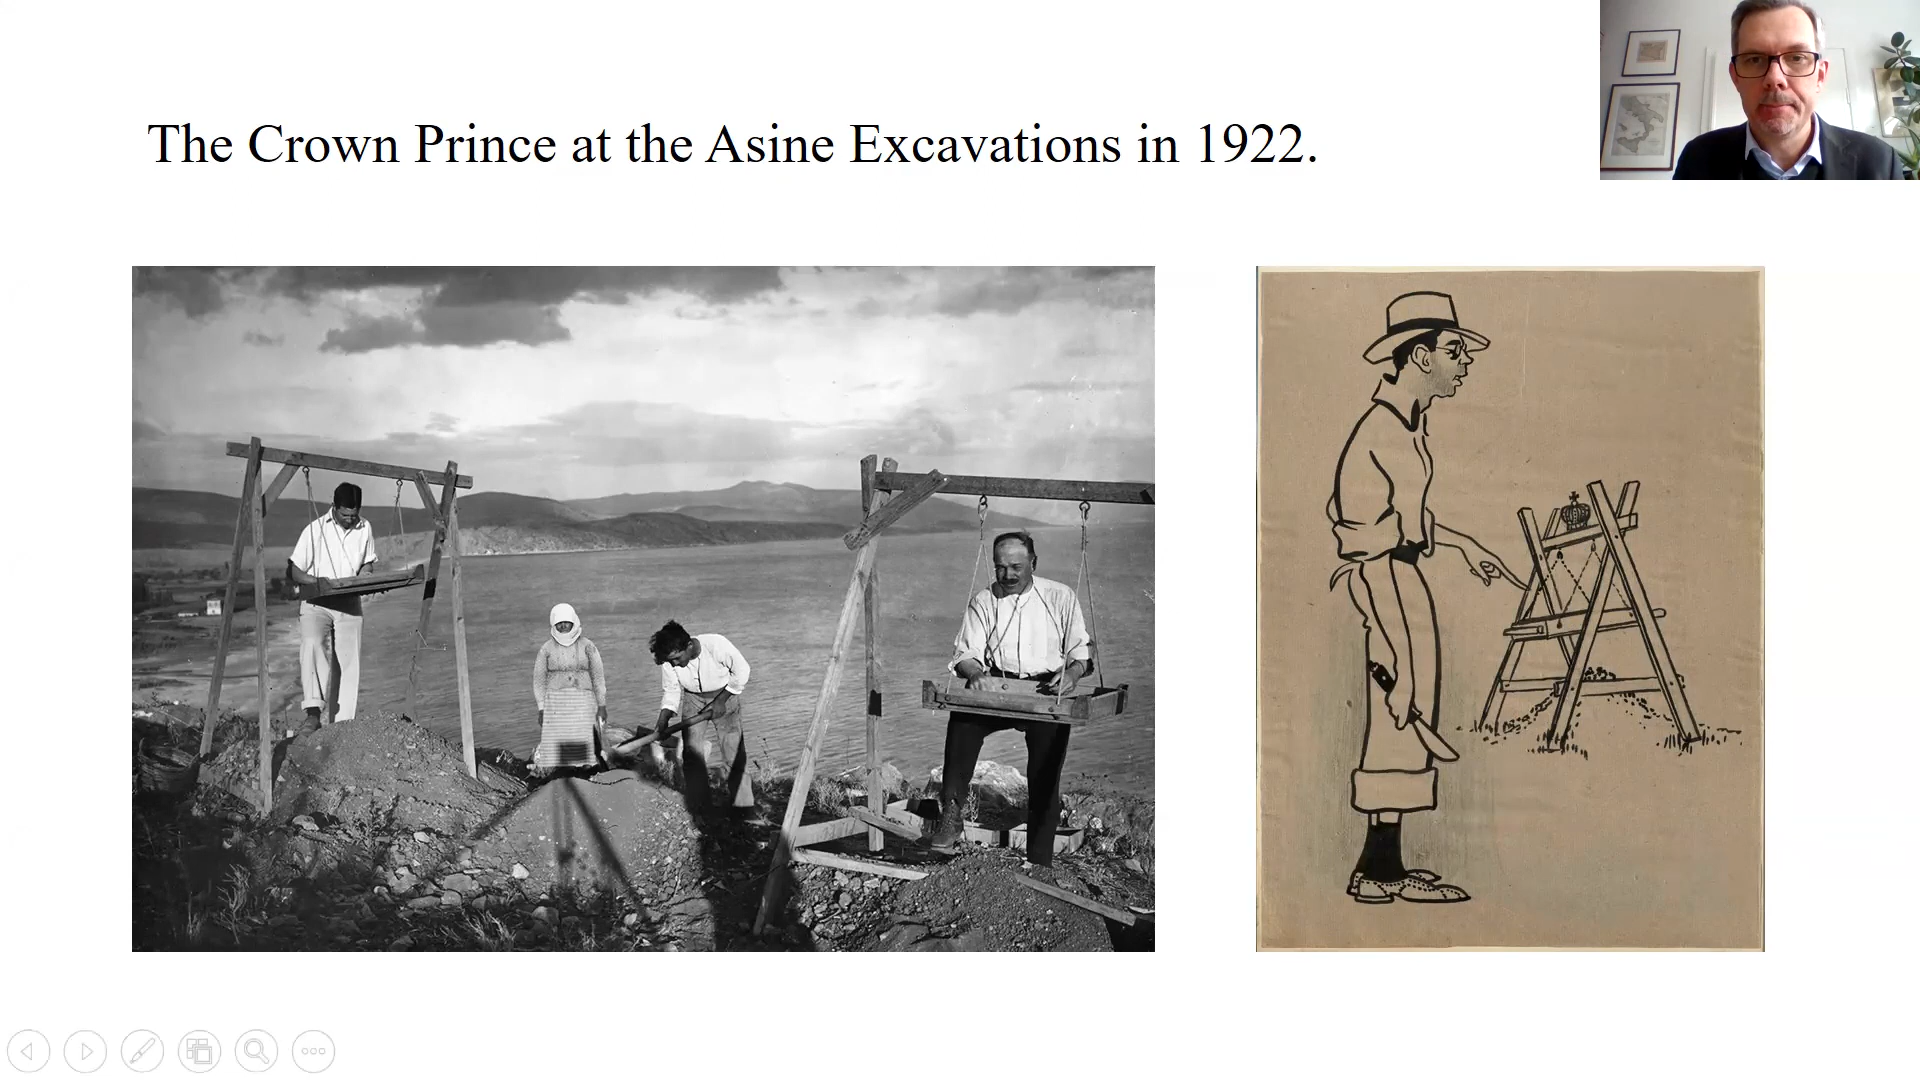 The Crown Prince at the Asine Excavations in 1922.